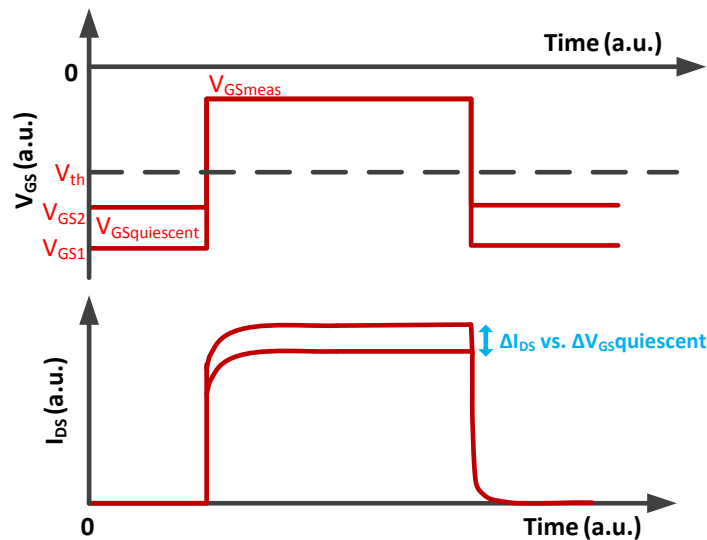 Time (a.u.)
0
VGSmeas
VGS (a.u.)
Vth
VGS2
VGSquiescent
VGS1
ΔIDS vs. ΔVGSquiescent
IDS (a.u.)
0
Time (a.u.)